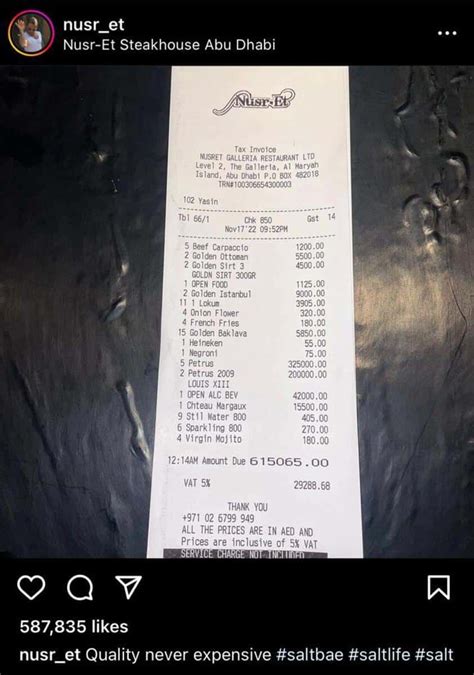 nusr_et
Nusr-Et Steakhouse Abu Dhabi
Nusr-Et
Tax Invoice
NUSRET GALLERIA RESTAURANT LTD
Level 2, The Galleria, Al Maryah
Island, Abu Dhabi P.O BOX 482018
TRN#100306654300003
102 Yasin
Tbl 66/1 Chk 850 Gst 14
Nov17'22 09:52PM
5 Beef Carpaccio 1200.00
2 Golden Ottoman 5500.00
2 Golden Sirt 3 4500.00
GOLDN SIRT 300GR
1 OPEN FOOD 1125.00
2 Golden Istanbul 9000.00
11 1 Lokum 3905.00
4 Onion Flower 320.00
4 French Fries 180.00
15 Golden Baklava 5850.00
1 Heineken 55.00
1 Negroni 75.00
5 Petrus 325000.00
2 Petrus 2009 200000.00
LOUIS XIII
1 OPEN ALC BEV 42000.00
1 Chteau Margaux 15500.00
9 Stil Water 800 405.00
6 Sparkling 800 270.00
4 Virgin Mojito 180.00
12:14AM Amount Due 615065.00
VAT 5% 29288.68
THANK YOU
+971 02 6799 949
ALL THE PRICES ARE IN AED AND
Prices are inclusive of 5% VAT
SERVICE CHARGE NOT INCLUDED
587,835 likes
nusr_et Quality never expensive #saltbae #saltlife #salt